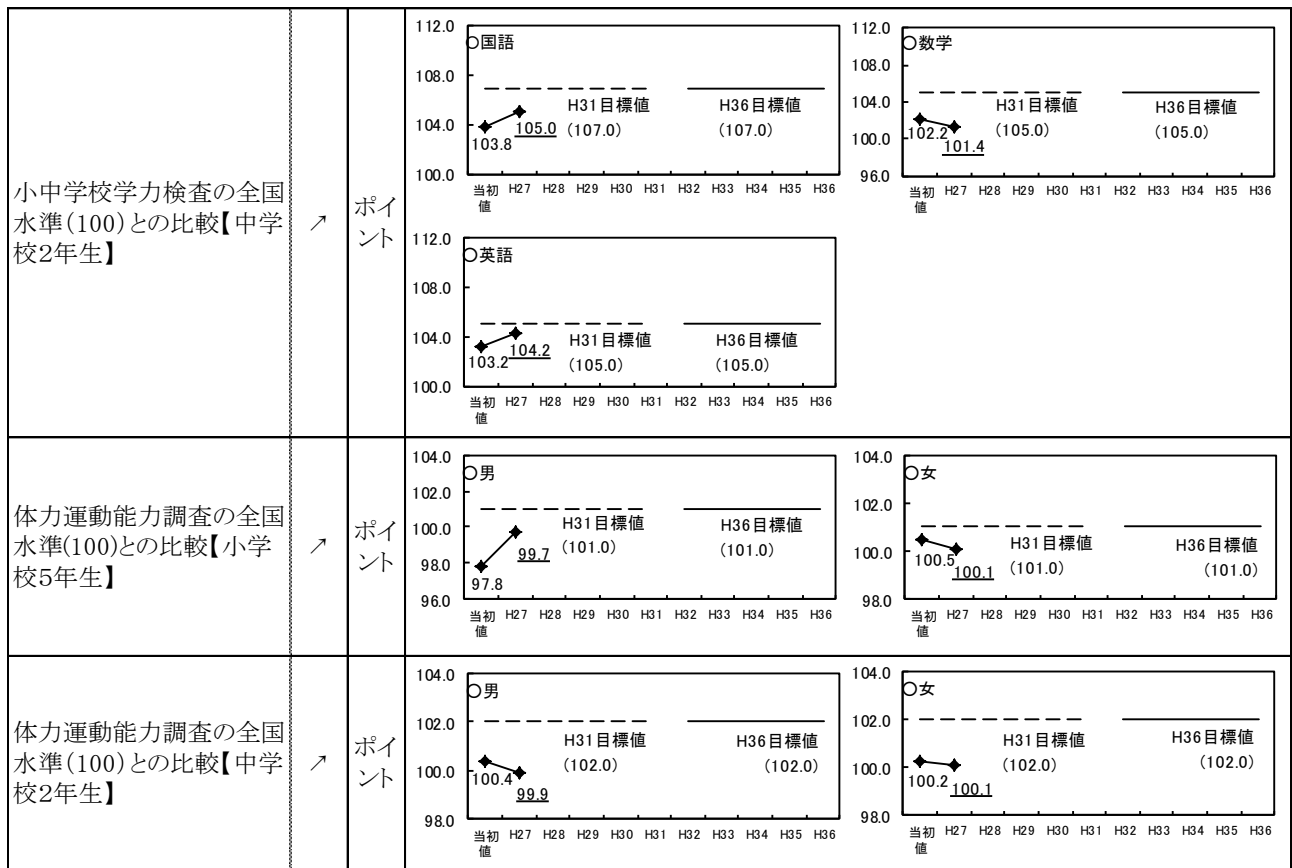 小中学校学力検査の全国
水準(100)との比較【中学
校2年生】
↗
ポイ
ント
112.0
108.0
104.0
100.0
○国語
H31目標値
(107.0)
H36目標値
(107.0)
103.8
105.0
当初
値
H27 H28 H29 H30 H31 H32 H33 H34 H35 H36
112.0
108.0
104.0
100.0
96.0
○数学
H31目標値
(105.0)
H36目標値
(105.0)
102.2
101.4
当初
値
H27 H28 H29 H30 H31 H32 H33 H34 H35 H36
112.0
108.0
104.0
100.0
○英語
H31目標値
(105.0)
H36目標値
(105.0)
103.2
104.2
当初
値
H27 H28 H29 H30 H31 H32 H33 H34 H35 H36
体力運動能力調査の全国
水準(100)との比較【小学
校5年生】
↗
ポイ
ント
104.0
102.0
100.0
98.0
96.0
○男
H31目標値
(101.0)
H36目標値
(101.0)
99.7
97.8
当初
値
H27 H28 H29 H30 H31 H32 H33 H34 H35 H36
104.0
102.0
100.0
98.0
○女
H31目標値
(101.0)
H36目標値
(101.0)
100.5
100.1
当初
値
H27 H28 H29 H30 H31 H32 H33 H34 H35 H36
体力運動能力調査の全国
水準(100)との比較【中学
校2年生】
↗
ポイ
ント
104.0
102.0
100.0
98.0
○男
H31目標値
(102.0)
H36目標値
(102.0)
100.4
99.9
当初
値
H27 H28 H29 H30 H31 H32 H33 H34 H35 H36
104.0
102.0
100.0
98.0
○女
H31目標値
(102.0)
H36目標値
(102.0)
100.2
100.1
当初
値
H27 H28 H29 H30 H31 H32 H33 H34 H35 H36